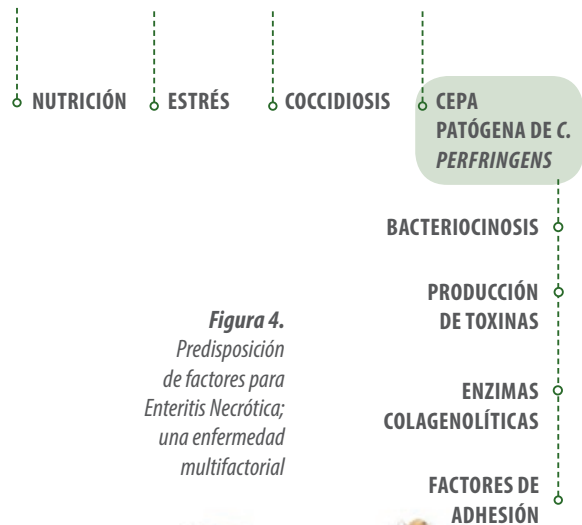 NUTRICIÓN
ESTRÉS
COCCIDIOSIS
CEPA
PATÓGENA DE C.
PERFRINGENS
BACTERIOCINOSIS
PRODUCCIÓN
DE TOXINAS
ENZIMAS
COLAGENOLÍTICAS
FACTORES DE
ADHESIÓN
Figura 4.
Predisposición
de factores para
Enteritis Necrótica;
una enfermedad
multifactorial